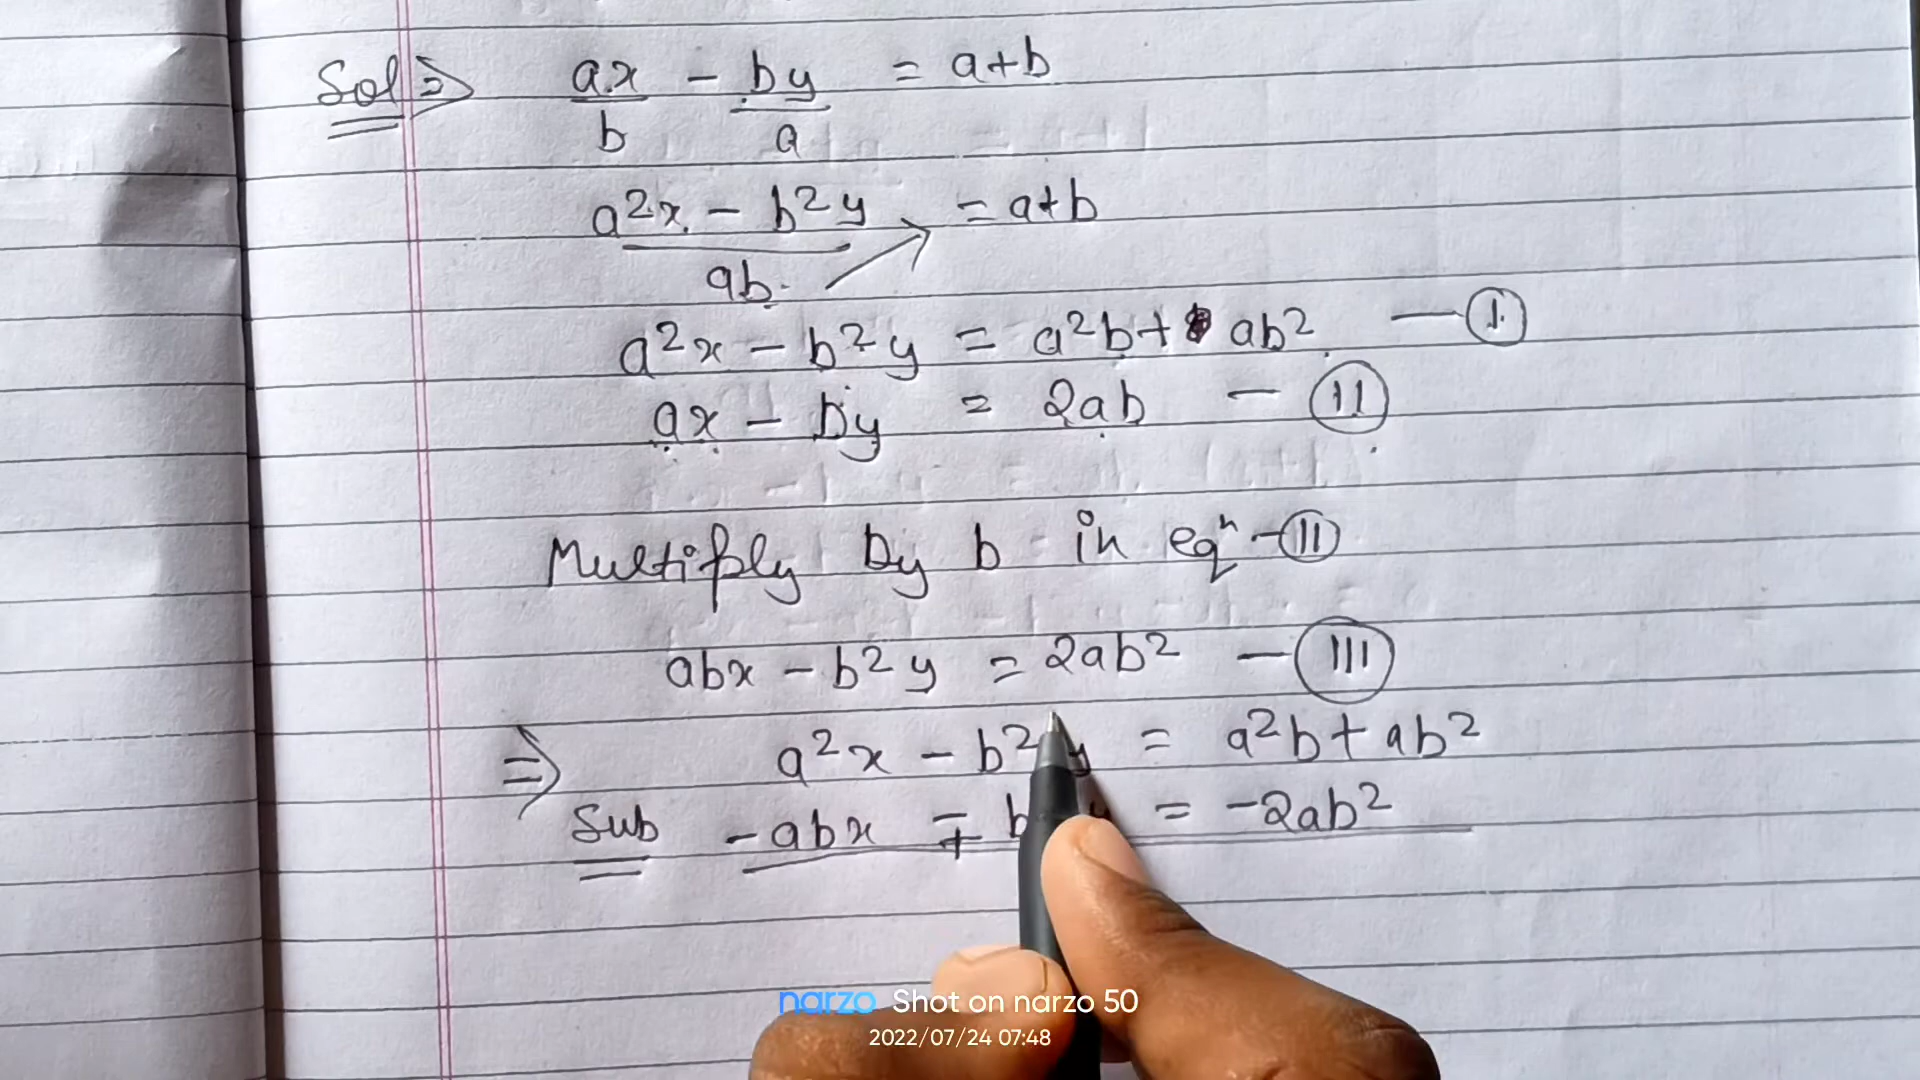 Sol ⇒ ax/b - by/a = a+b
(a²x - b²y)/ab = a+b
a²x - b²y = a²b + ab² — (I)
ax - by = 2ab — (II)
Multiply by b in eqⁿ - (II)
abx - b²y = 2ab² — (III)
⇒ a²x - b²y = a²b + ab²
Sub -abx ∓ b y = -2ab²
narzo Shot on narzo 50
2022/07/24 07:48